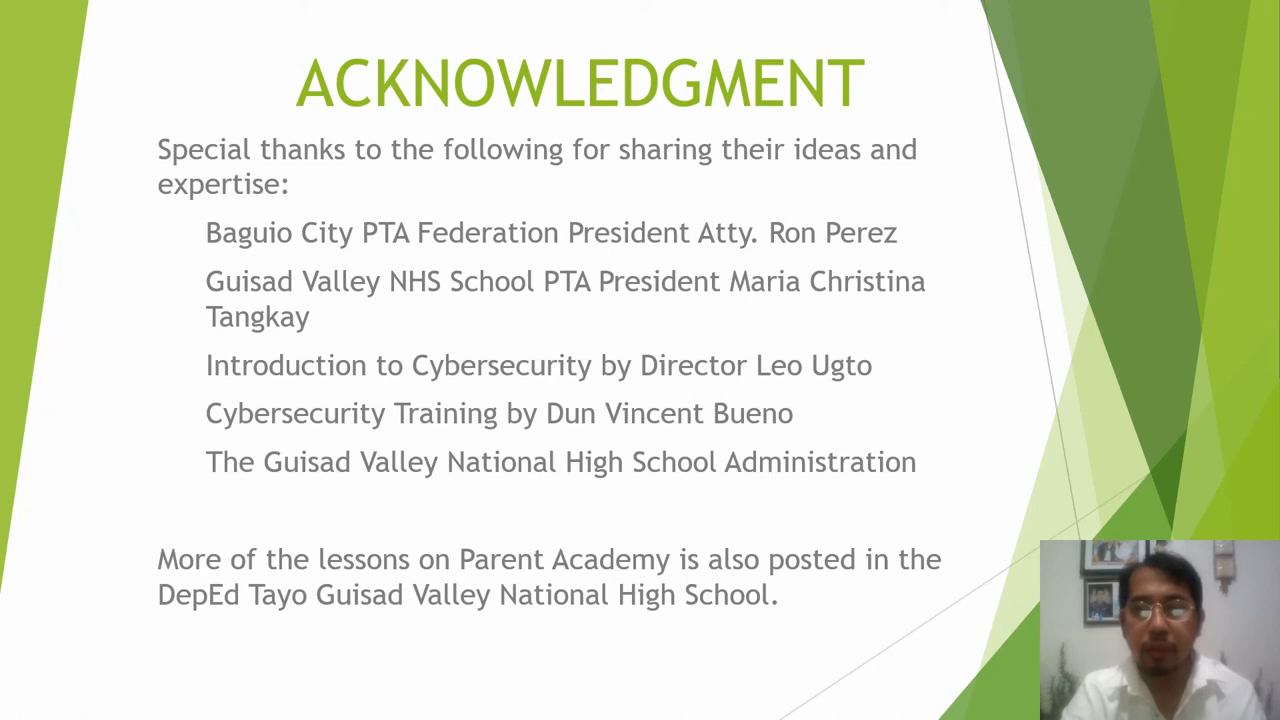 ACKNOWLEDGMENT
Special thanks to the following for sharing their ideas and
expertise:
Baguio City PTA Federation President Atty. Ron Perez
Guisad Valley NHS School PTA President Maria Christina
Tangkay
Introduction to Cybersecurity by Director Leo Ugto
Cybersecurity Training by Dun Vincent Bueno
The Guisad Valley National High School Administration
More of the lessons on Parent Academy is also posted in the
DepEd Tayo Guisad Valley National High School.